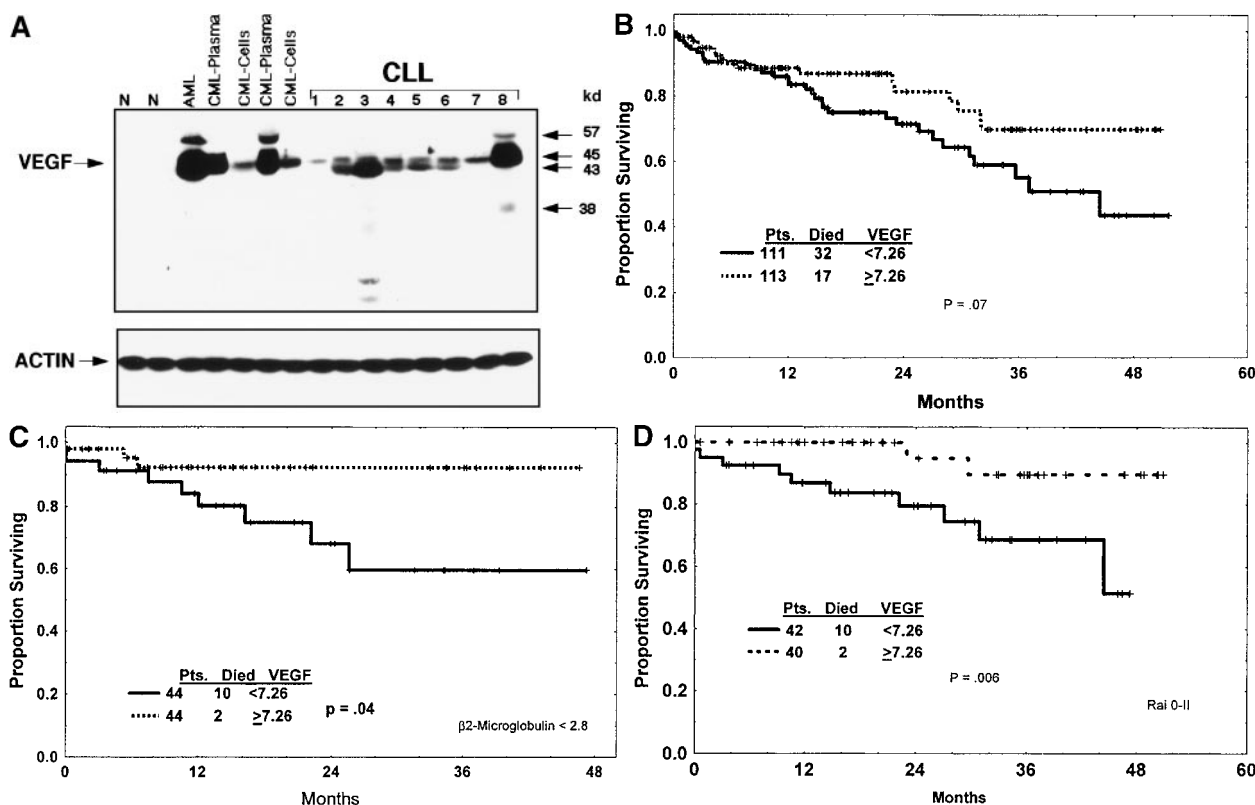 A
N N AML CML-Plasma CML-Cells CML-Plasma CML-Cells
CLL
1 2 3 4 5 6 7 8
kd
57
VEGF
45
43
38
ACTIN
B
Proportion Surviving
1.0
0.8
0.6
0.4
0.2
0.0
Pts. Died VEGF
111 32 <7.26
113 17 ≥7.26
P = .07
0 12 24 36 48 60
Months
C
Proportion Surviving
1.0
0.8
0.6
0.4
0.2
0.0
Pts. Died VEGF
44 10 <7.26
44 2 ≥7.26
p = .04
β2-Microglobulin < 2.8
0 12 24 36 48
Months
D
Proportion Surviving
1.0
0.8
0.6
0.4
0.2
0.0
Pts. Died VEGF
42 10 <7.26
40 2 ≥7.26
P = .006
Rai 0-II
0 12 24 36 48 60
Months